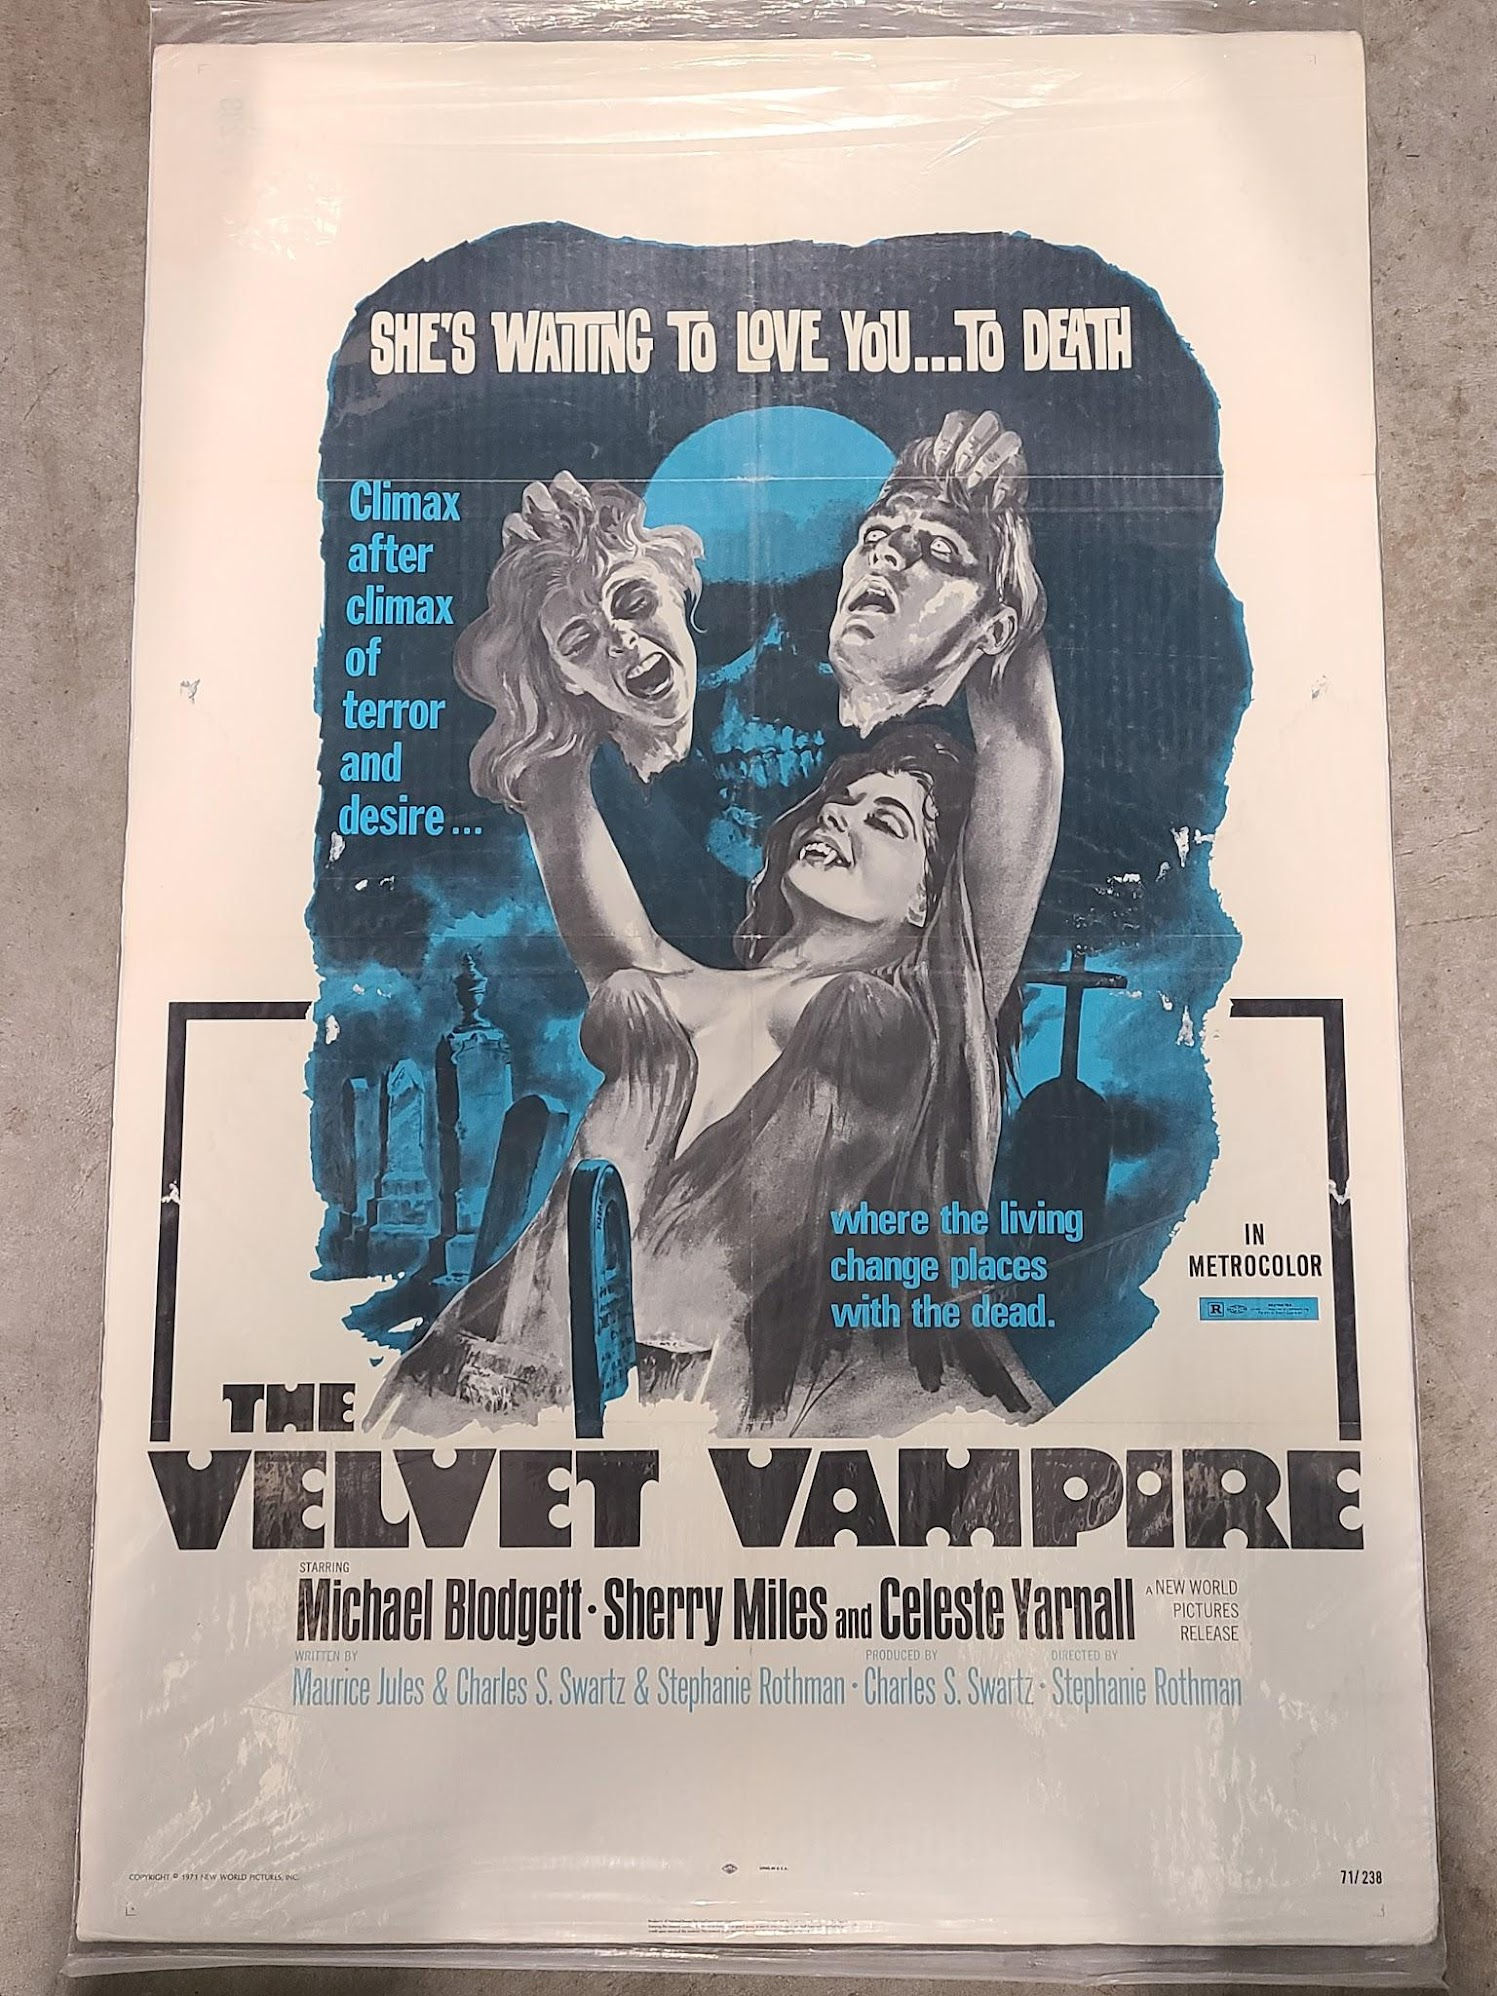 SHE'S WAITING TO LOVE YOU...TO DEATH
Climax
after
climax
of
terror
and
desire...
where the living
change places
with the dead.
IN
METROCOLOR
R
THE
VELVET VAMPIRE
STARRING
Michael Blodgett · Sherry Miles and Celeste Yarnall
A NEW WORLD
PICTURES
RELEASE
WRITTEN BY
PRODUCED BY
DIRECTED BY
Maurice Jules & Charles S. Swartz & Stephanie Rothman · Charles S. Swartz · Stephanie Rothman
COPYRIGHT © 1971 NEW WORLD PICTURES, INC.
71/238